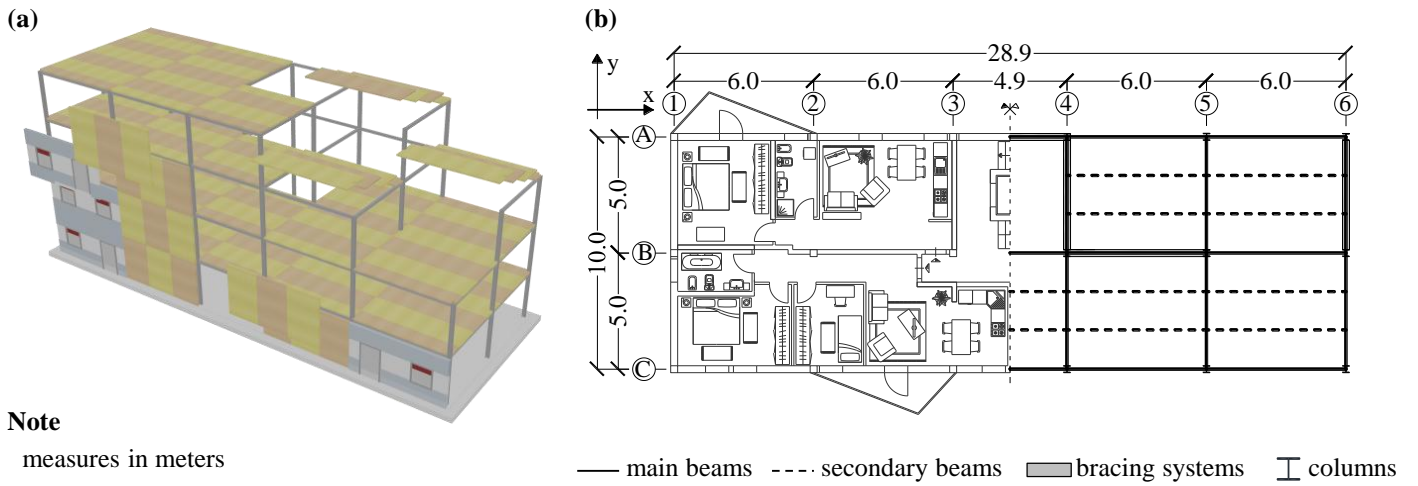 (a)
(b)
28.9
y
6.0 6.0 4.9 6.0 6.0
x
1 2 3 4 5 6
A
5.0
B
10.0
5.0
C
Note
measures in meters
main beams secondary beams bracing systems columns